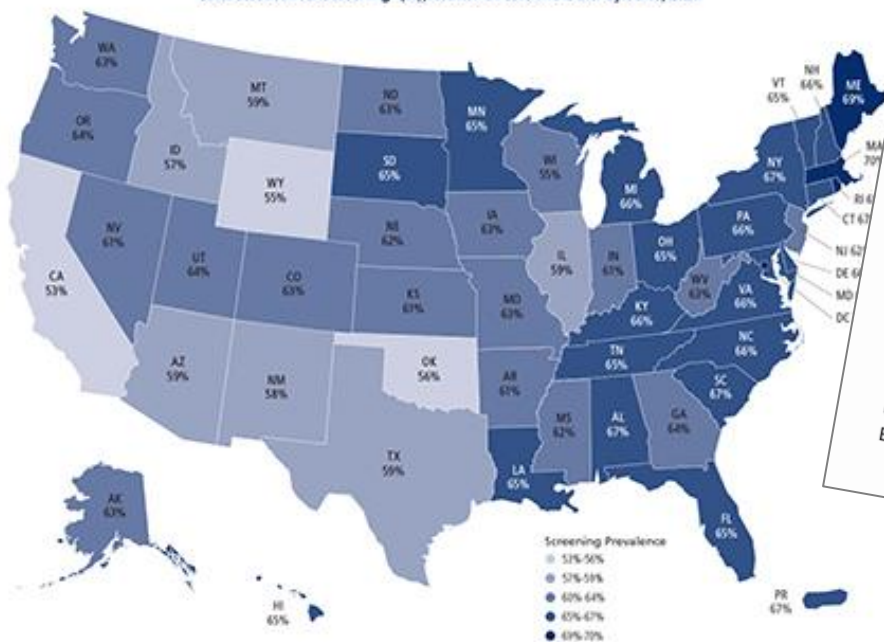 WA
63%
OR
64%
CA
53%
NV
61%
ID
57%
MT
59%
WY
55%
UT
64%
AZ
59%
CO
63%
NM
58%
ND
63%
SD
65%
NE
62%
KS
61%
OK
56%
TX
59%
MN
65%
IA
63%
MO
63%
AR
61%
LA
65%
WI
55%
IL
59%
MS
62%
MI
66%
IN
61%
KY
66%
TN
65%
AL
67%
OH
65%
WV
63%
GA
64%
FL
65%
SC
67%
NC
66%
VA
66%
PA
66%
NY
67%
VT
65%
NH
66%
ME
69%
MA
70%
RI
CT
NJ
DE
MD
DC
AK
63%
HI
65%
PR
67%
Screening Prevalence
53%-56%
57%-59%
60%-64%
65%-67%
69%-70%